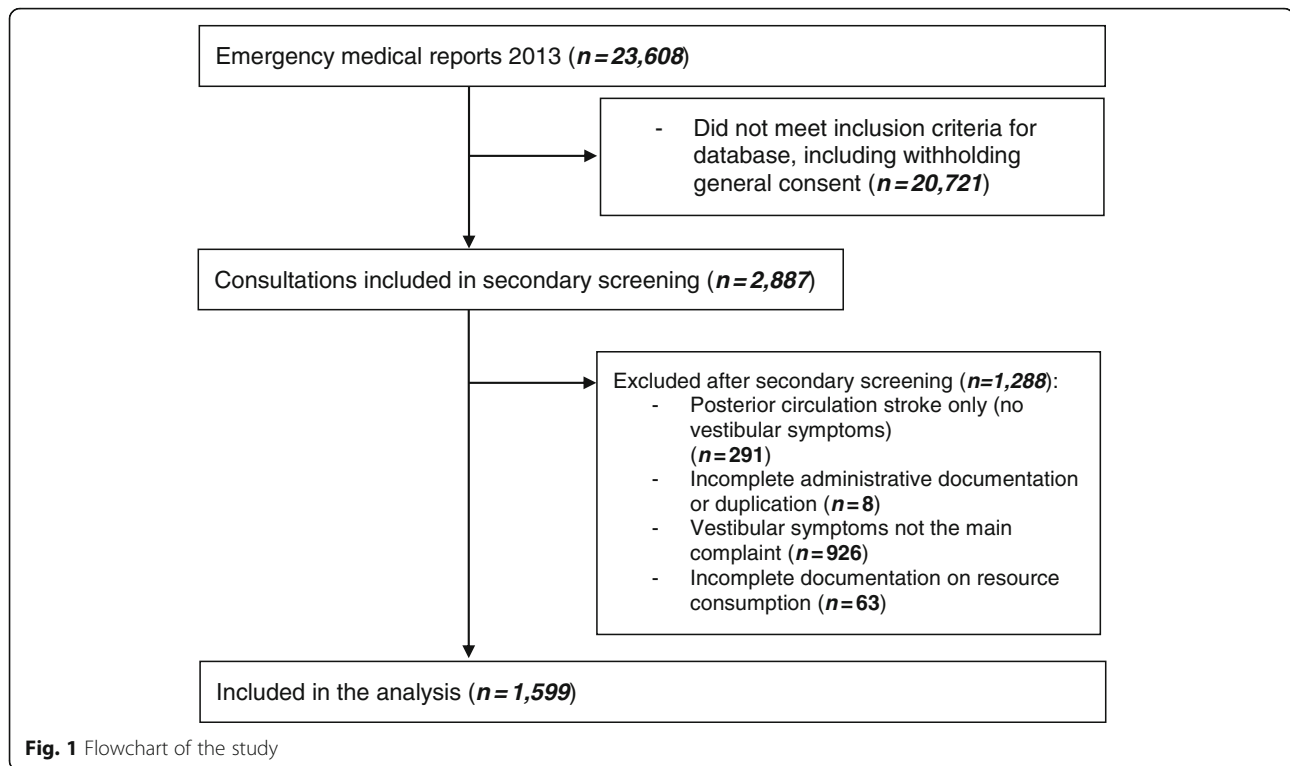 Emergency medical reports 2013 (n=23,608)
- Did not meet inclusion criteria for
database, including withholding
general consent (n=20,721)
Consultations included in secondary screening (n=2,887)
Excluded after secondary screening (n=1,288):
- Posterior circulation stroke only (no
vestibular symptoms)
(n=291)
- Incomplete administrative documentation
or duplication (n=8)
- Vestibular symptoms not the main
complaint (n=926)
- Incomplete documentation on resource
consumption (n=63)
Included in the analysis (n=1,599)
Fig. 1 Flowchart of the study